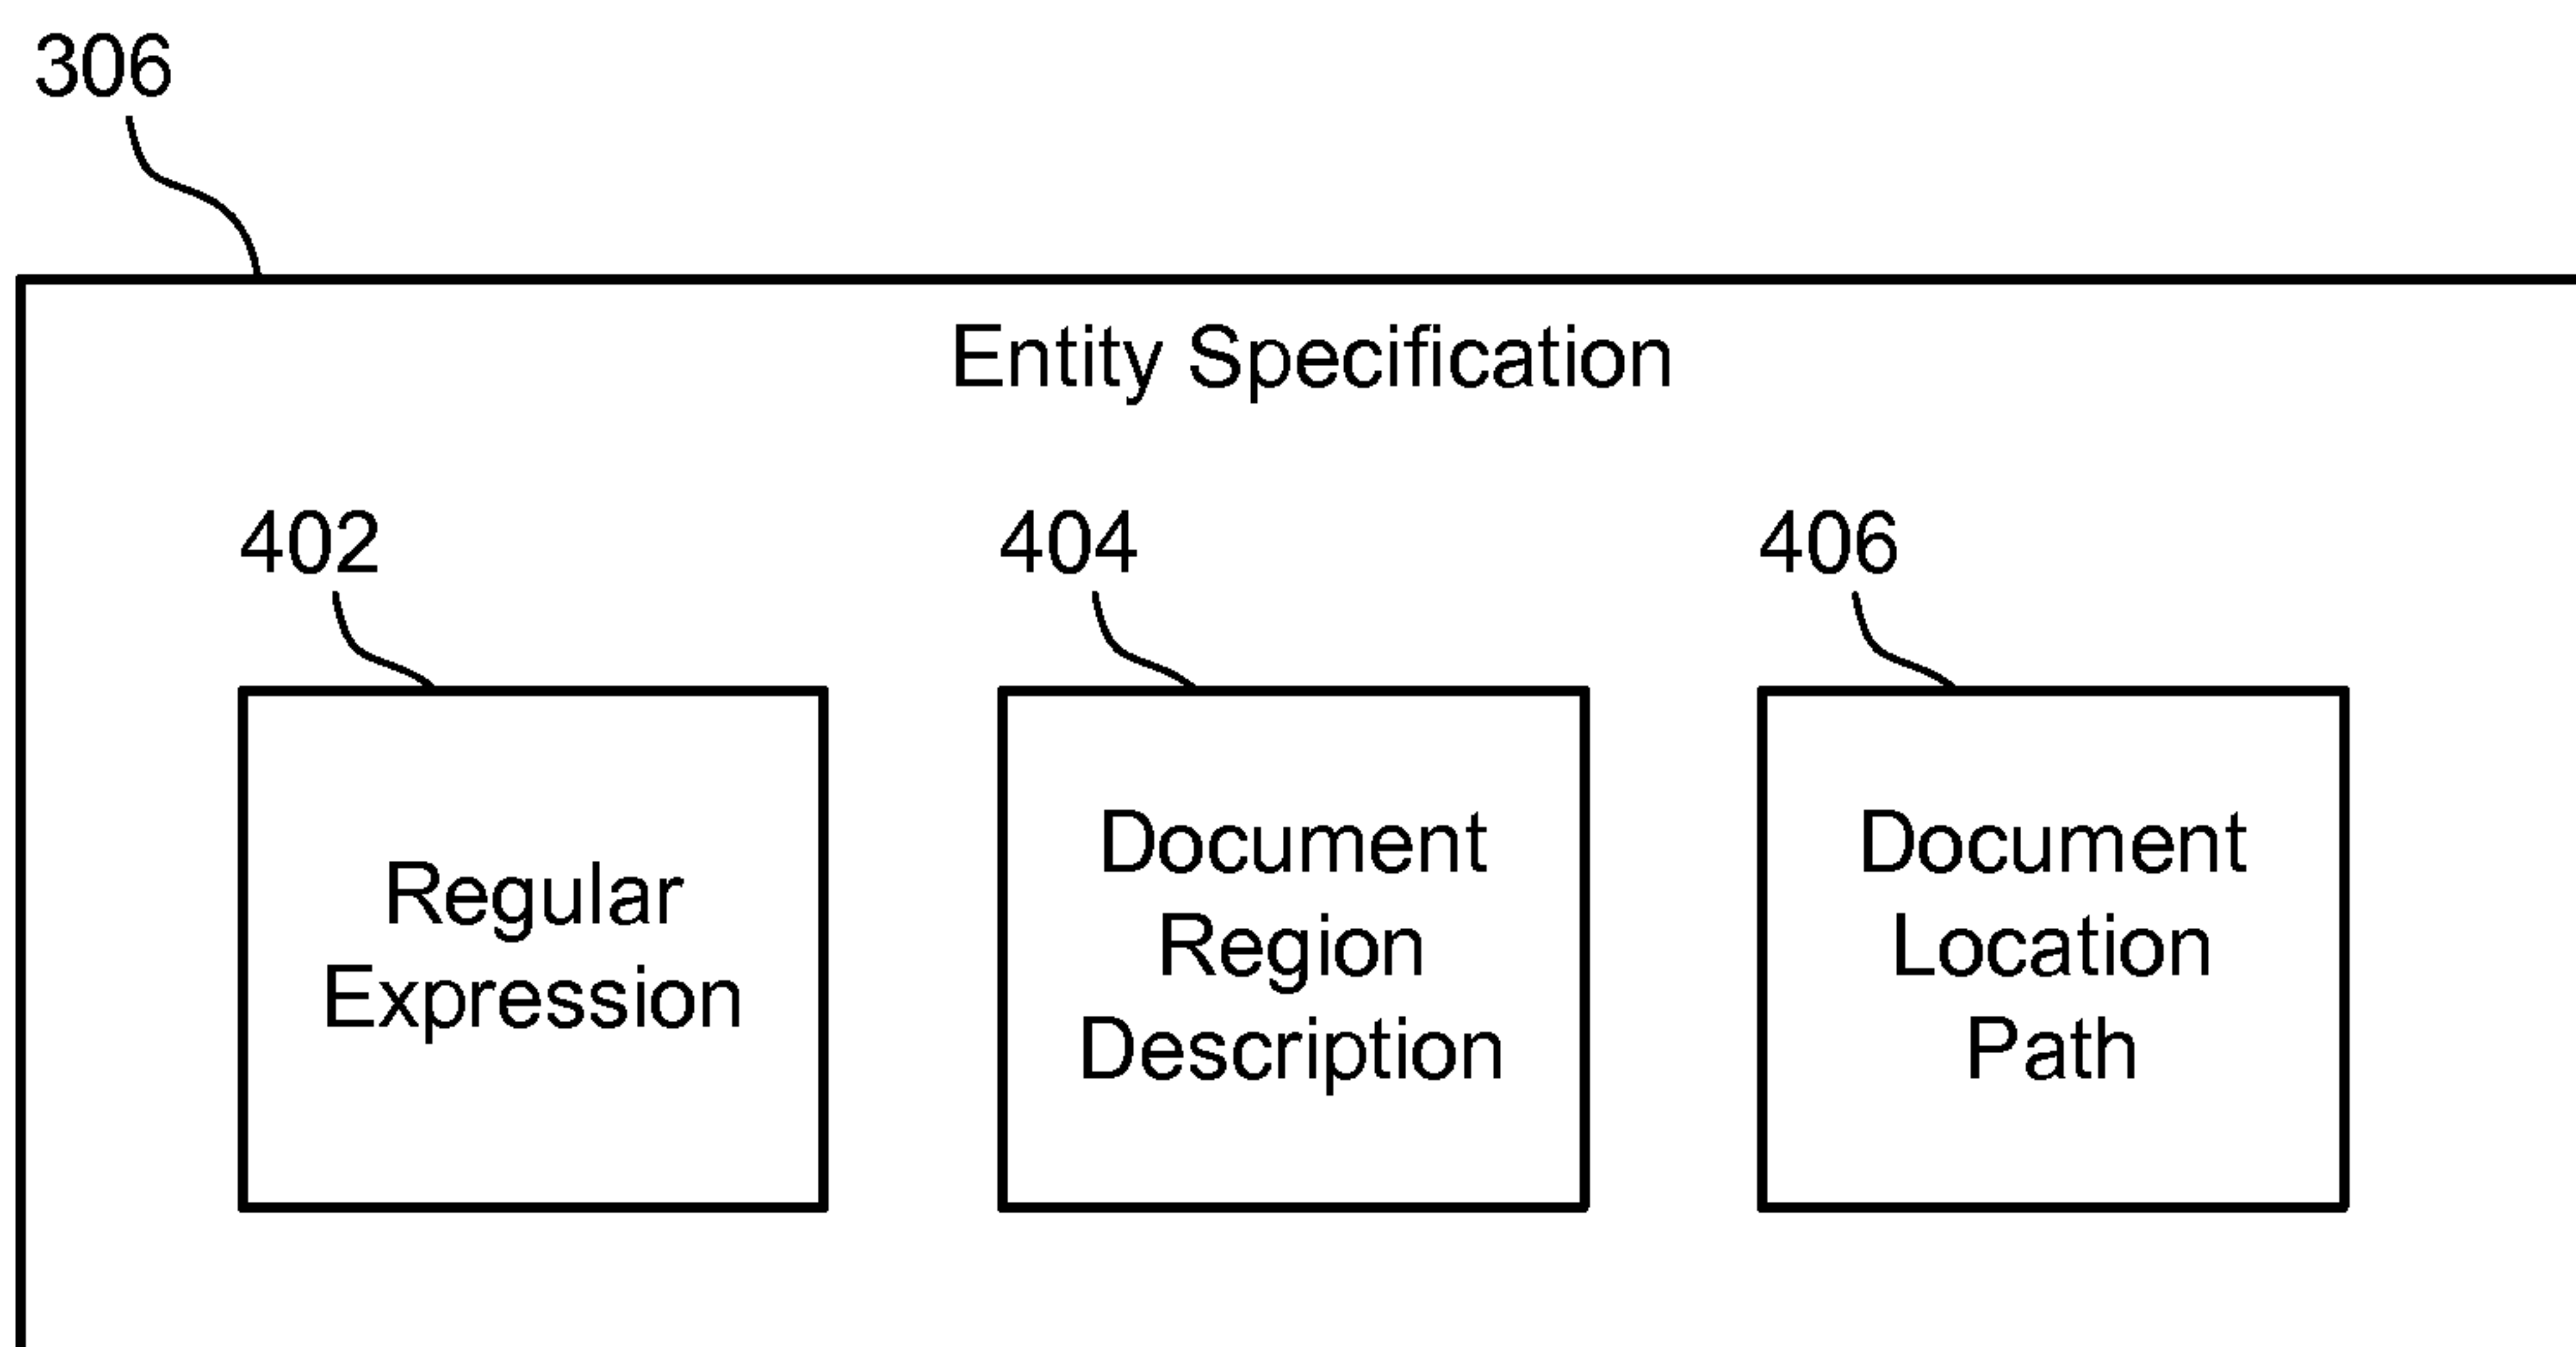 306
Entity Specification
402
404
406
Regular
Expression
Document
Region
Description
Document
Location
Path